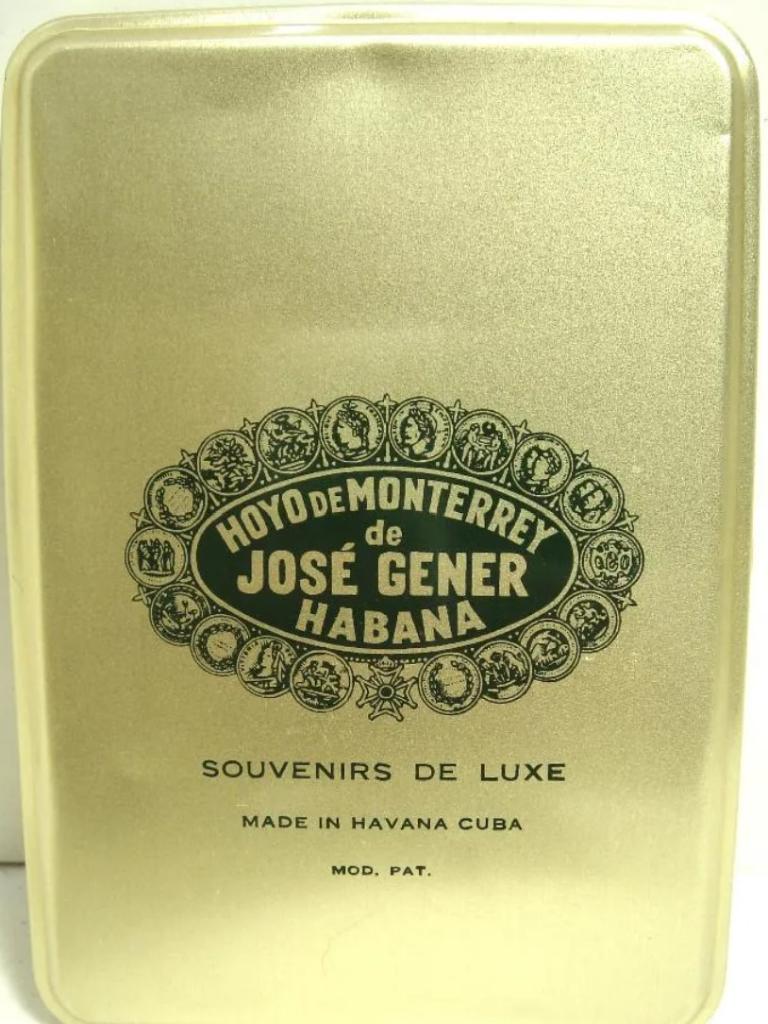 HOYO DE MONTERREY
de
JOSÉ GENER
HABANA
SOUVENIRS DE LUXE
MADE IN HAVANA CUBA
MOD. PAT.